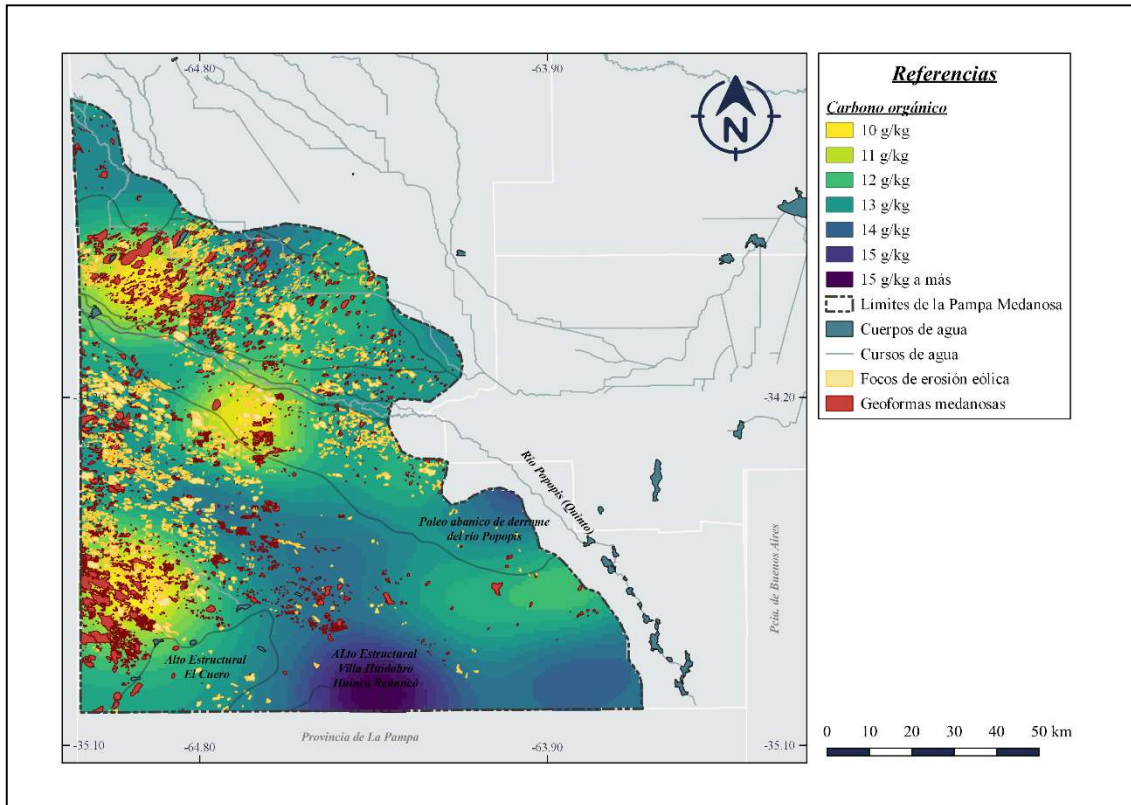 -64.80
-63.90
N
-34.20
-34.20
Río Popopis (Quinto)
Paleo abanico de derrame
del río Popopis
Pcia. de Buenos Aires
Alto Estructural
El Cuero
ALto Estructural
Villa Huidobro
Huinca Renancó
Provincia de La Pampa
-35.10
-64.80
-63.90
-35.10
Referencias
Carbono orgánico
10 g/kg
11 g/kg
12 g/kg
13 g/kg
14 g/kg
15 g/kg
15 g/kg a más
Límites de la Pampa Medanosa
Cuerpos de agua
Cursos de agua
Focos de erosión eólica
Geoformas medanosas
0 10 20 30 40 50 km